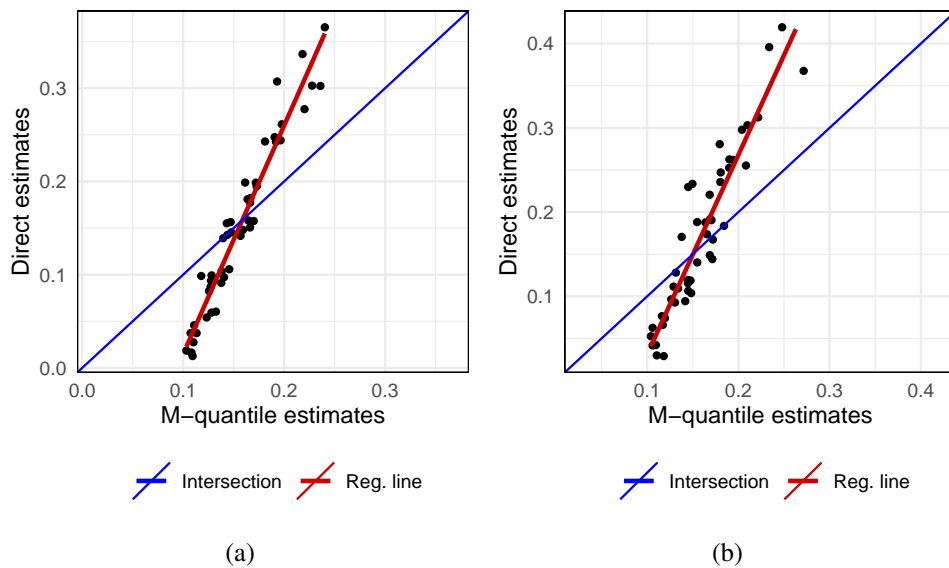 Direct estimates
0.3
0.2
0.1
0.0
0.0 0.1 0.2 0.3
M−quantile estimates
Intersection Reg. line
(a)
Direct estimates
0.4
0.3
0.2
0.1
0.1 0.2 0.3 0.4
M−quantile estimates
Intersection Reg. line
(b)